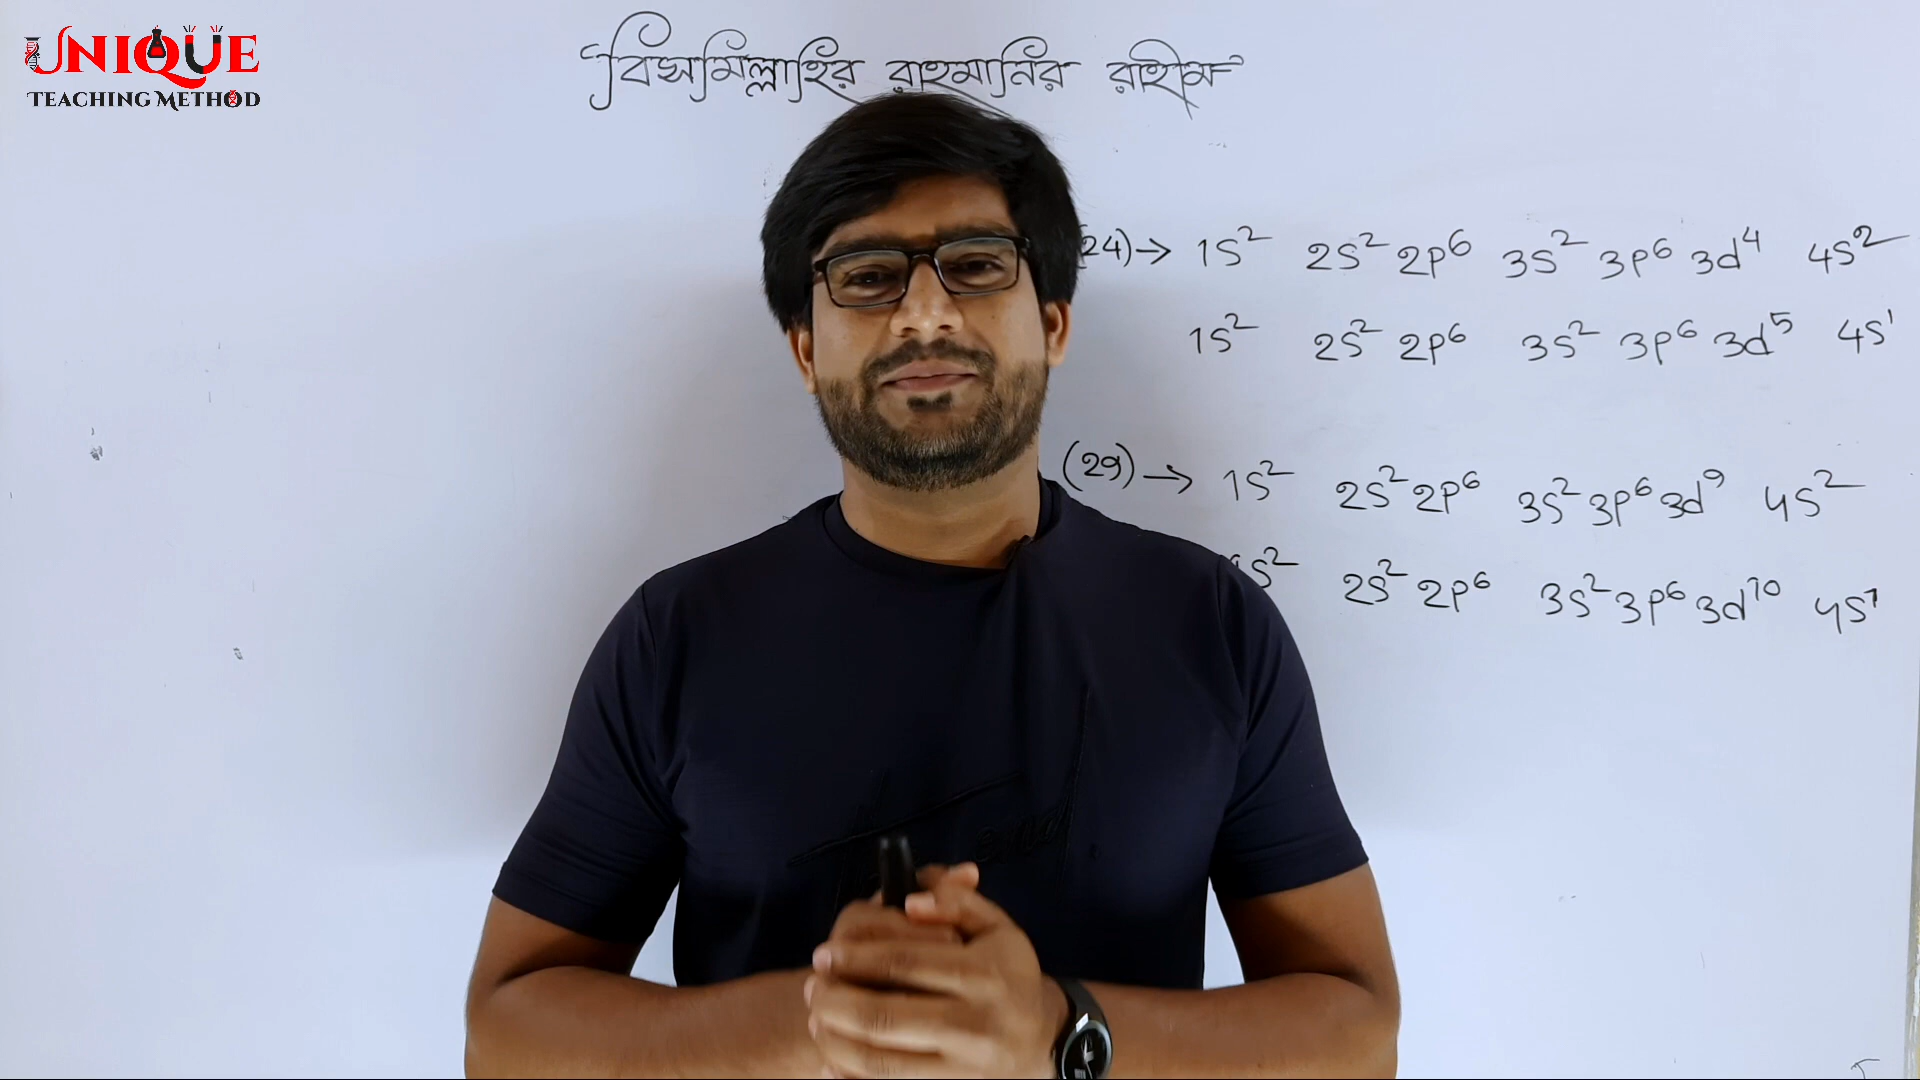 UNIQUE
TEACHING METHOD
বিসমিল্লাহির রাহমানির রাহীম
(24)→ 1s² 2s² 2p⁶ 3s² 3p⁶ 3d⁴ 4s²
1s² 2s² 2p⁶ 3s² 3p⁶ 3d⁵ 4s¹
(29)→ 1s² 2s² 2p⁶ 3s² 3p⁶ 3d⁹ 4s²
1s² 2s² 2p⁶ 3s² 3p⁶ 3d¹⁰ 4s¹